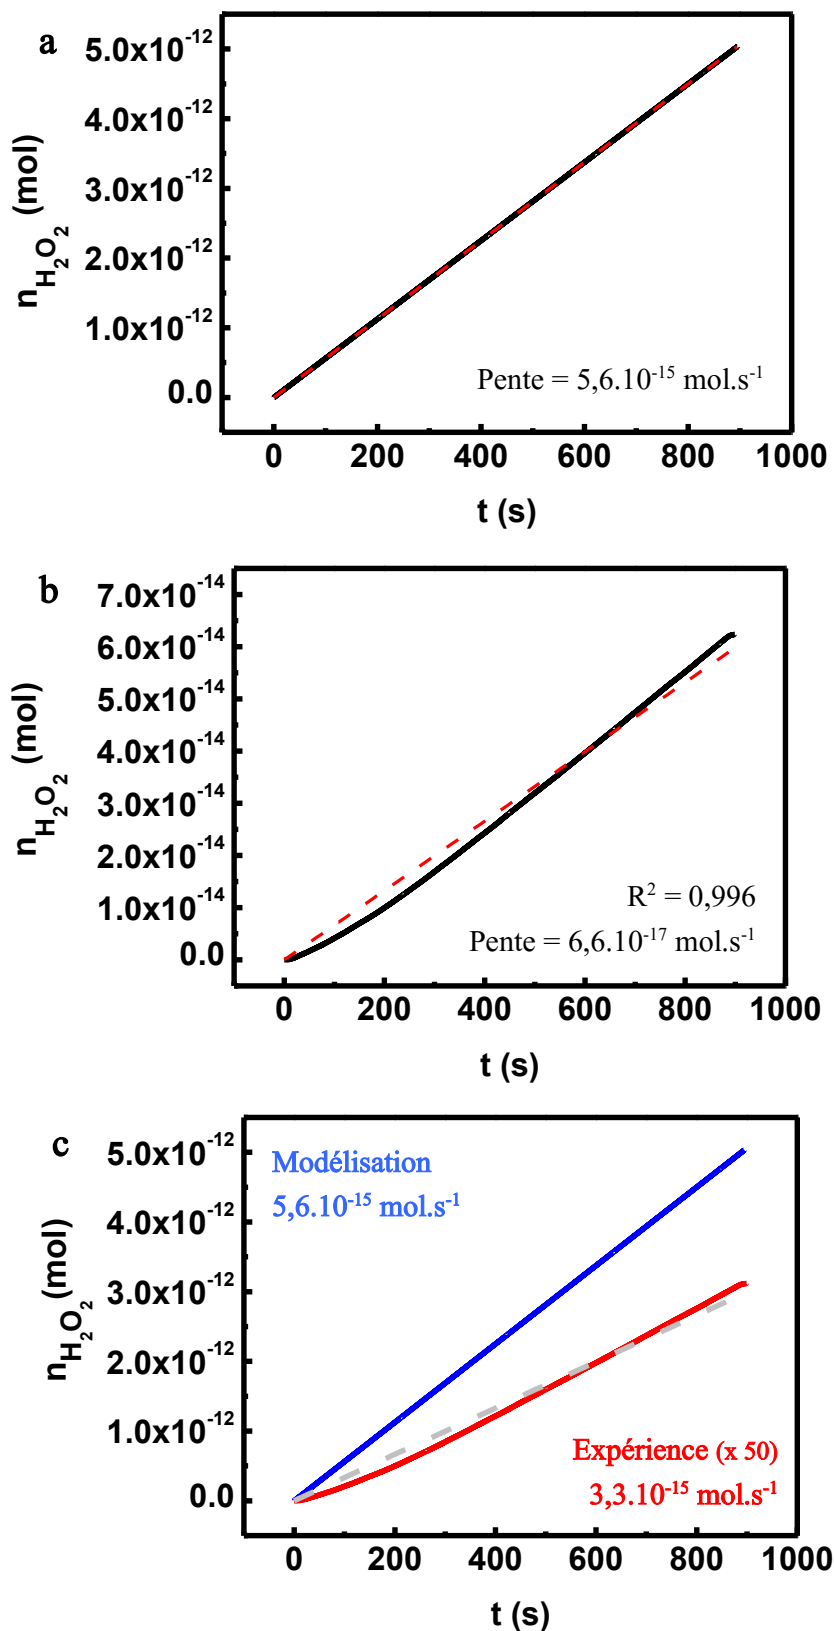 a
5.0x10⁻¹²
4.0x10⁻¹²
3.0x10⁻¹²
2.0x10⁻¹²
1.0x10⁻¹²
0.0
n_H₂O₂ (mol)
Pente = 5,6.10⁻¹⁵ mol.s⁻¹
0 200 400 600 800 1000
t (s)
b
7.0x10⁻¹⁴
6.0x10⁻¹⁴
5.0x10⁻¹⁴
4.0x10⁻¹⁴
3.0x10⁻¹⁴
2.0x10⁻¹⁴
1.0x10⁻¹⁴
0.0
n_H₂O₂ (mol)
R² = 0,996
Pente = 6,6.10⁻¹⁷ mol.s⁻¹
0 200 400 600 800 1000
t (s)
c
5.0x10⁻¹²
4.0x10⁻¹²
3.0x10⁻¹²
2.0x10⁻¹²
1.0x10⁻¹²
0.0
n_H₂O₂ (mol)
Modélisation
5,6.10⁻¹⁵ mol.s⁻¹
Expérience (x 50)
3,3.10⁻¹⁵ mol.s⁻¹
0 200 400 600 800 1000
t (s)